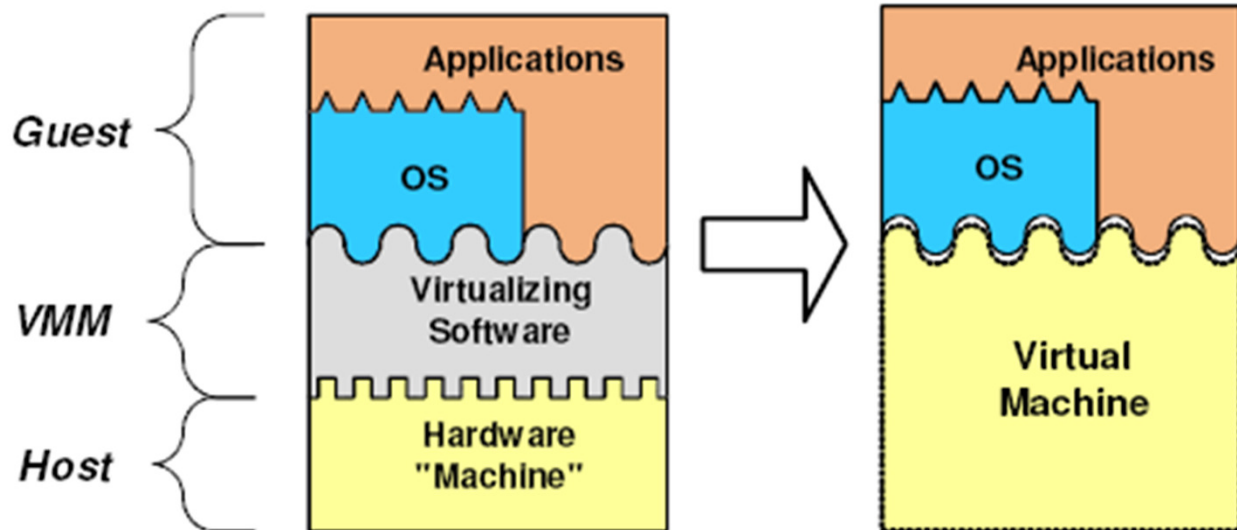 Applications
Applications
Guest
OS
OS
VMM
Virtualizing
Software
Virtual
Machine
Host
Hardware
"Machine"